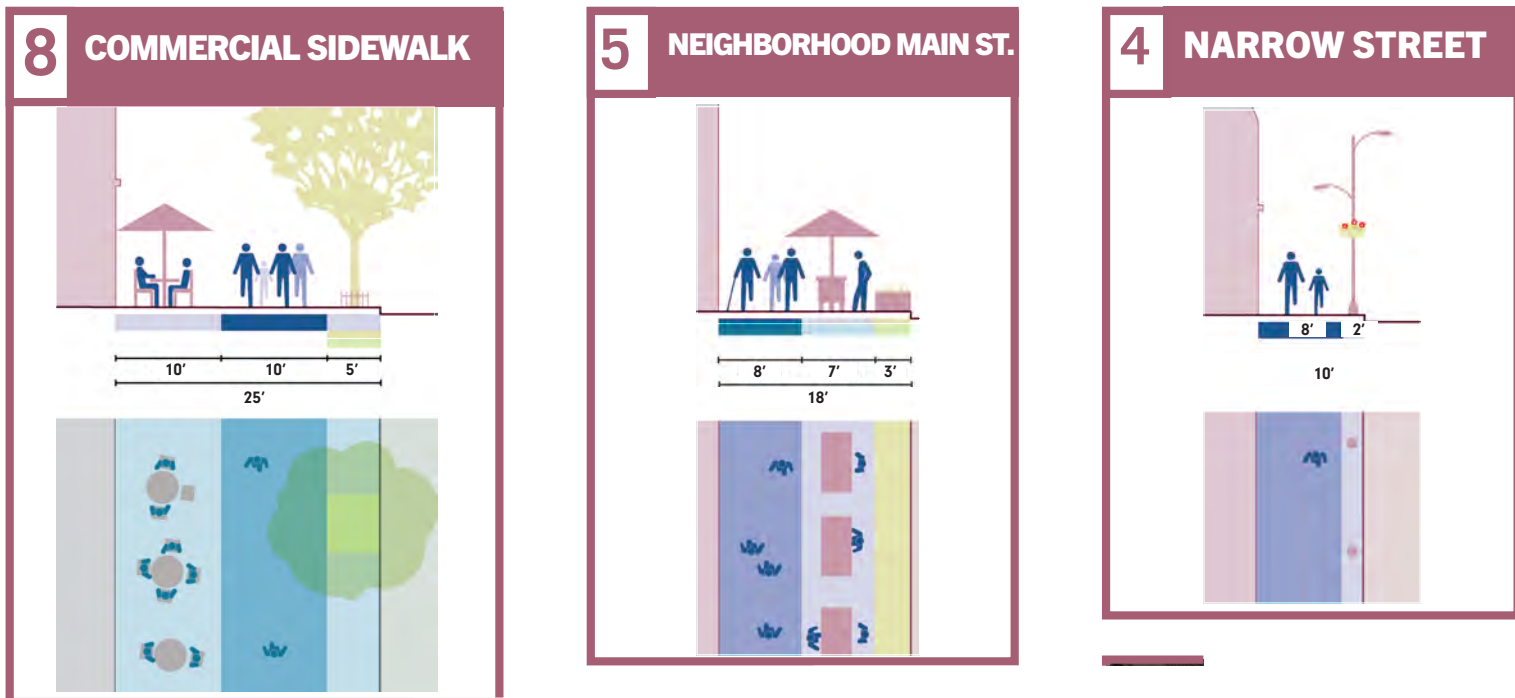 8 COMMERCIAL SIDEWALK
10′ 10′ 5′
25′
5 NEIGHBORHOOD MAIN ST.
8′ 7′ 3′
18′
4 NARROW STREET
8′ 2′
10′